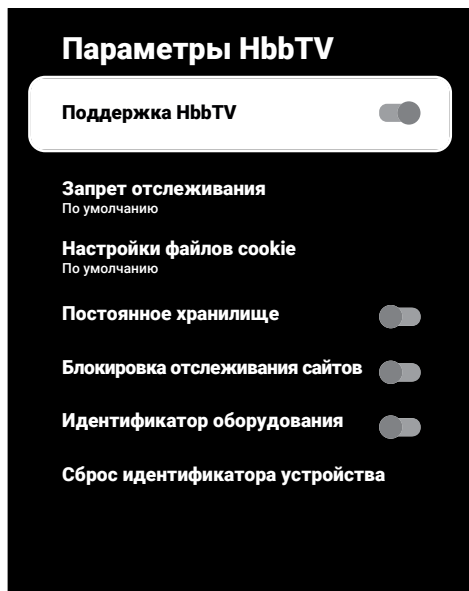 Параметры HbbTV
Поддержка HbbTV
Запрет отслеживания
По умолчанию
Настройки файлов cookie
По умолчанию
Постоянное хранилище
Блокировка отслеживания сайтов
Идентификатор оборудования
Сброс идентификатора устройства